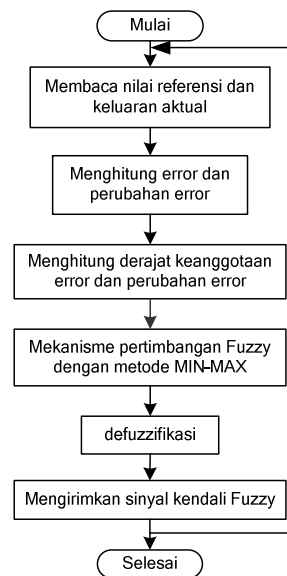 Mulai
Membaca nilai referensi dan
keluaran aktual
Menghitung error dan
perubahan error
Menghitung derajat keanggotaan
error dan perubahan error
Mekanisme pertimbangan Fuzzy
dengan metode MIN-MAX
defuzzifikasi
Mengirimkan sinyal kendali Fuzzy
Selesai